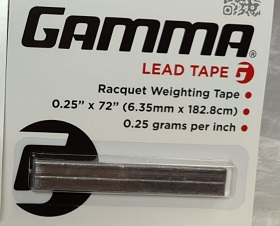 GAMMA®
LEAD TAPE
Racquet Weighting Tape •
0.25” x 72” (6.35mm x 182.8cm) •
0.25 grams per inch •